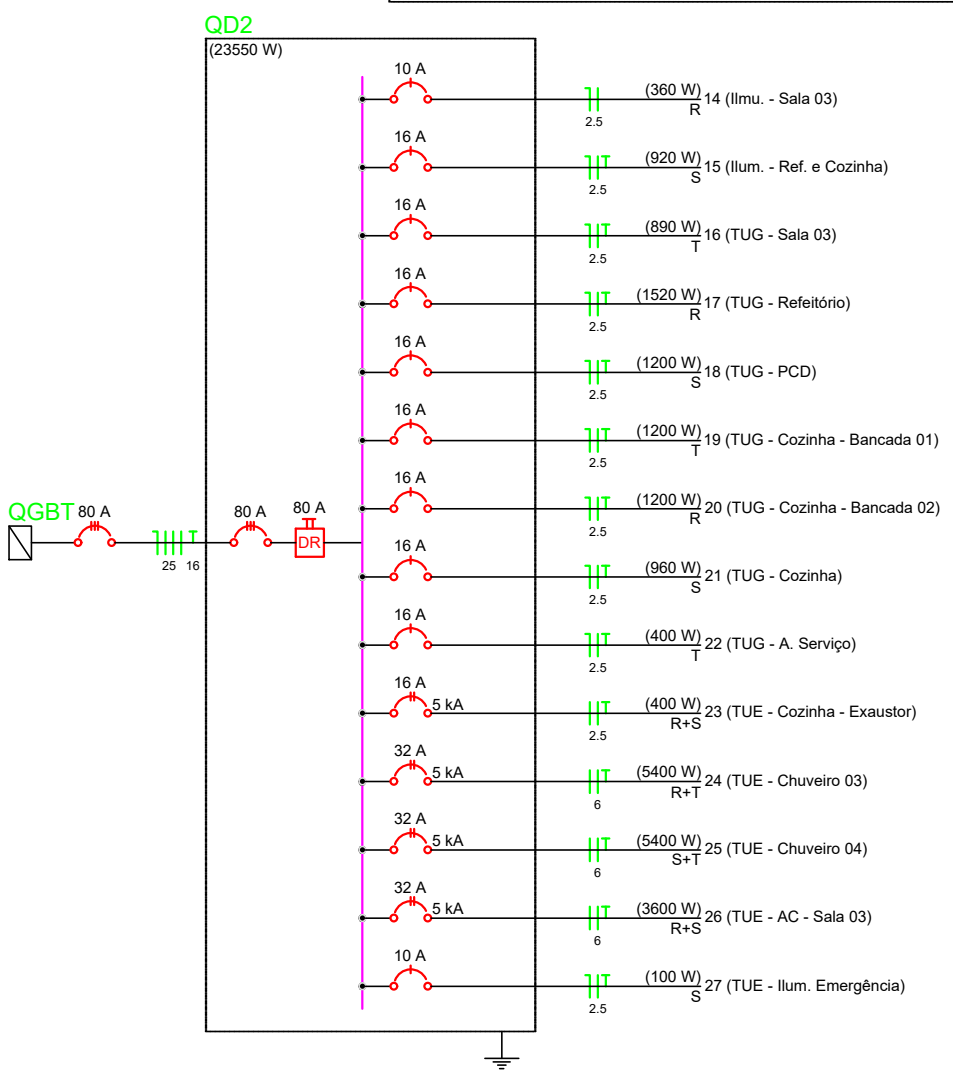 QD2
(23550 W)
10 A
(360 W)
14 (Ilmu. - Sala 03)
R
2.5
16 A
(920 W)
15 (Ilum. - Ref. e Cozinha)
S
2.5
16 A
(890 W)
16 (TUG - Sala 03)
T
2.5
16 A
(1520 W)
17 (TUG - Refeitório)
R
2.5
16 A
(1200 W)
18 (TUG - PCD)
S
2.5
16 A
(1200 W)
19 (TUG - Cozinha - Bancada 01)
T
2.5
16 A
(1200 W)
20 (TUG - Cozinha - Bancada 02)
R
2.5
QGBT
80 A
25 16
80 A
80 A
DR
16 A
(960 W)
21 (TUG - Cozinha)
S
2.5
16 A
(400 W)
22 (TUG - A. Serviço)
T
2.5
16 A
5 kA
(400 W)
23 (TUE - Cozinha - Exaustor)
R+S
2.5
32 A
5 kA
(5400 W)
24 (TUE - Chuveiro 03)
R+T
6
32 A
5 kA
(5400 W)
25 (TUE - Chuveiro 04)
S+T
6
32 A
5 kA
(3600 W)
26 (TUE - AC - Sala 03)
R+S
6
10 A
(100 W)
27 (TUE - Ilum. Emergência)
S
2.5